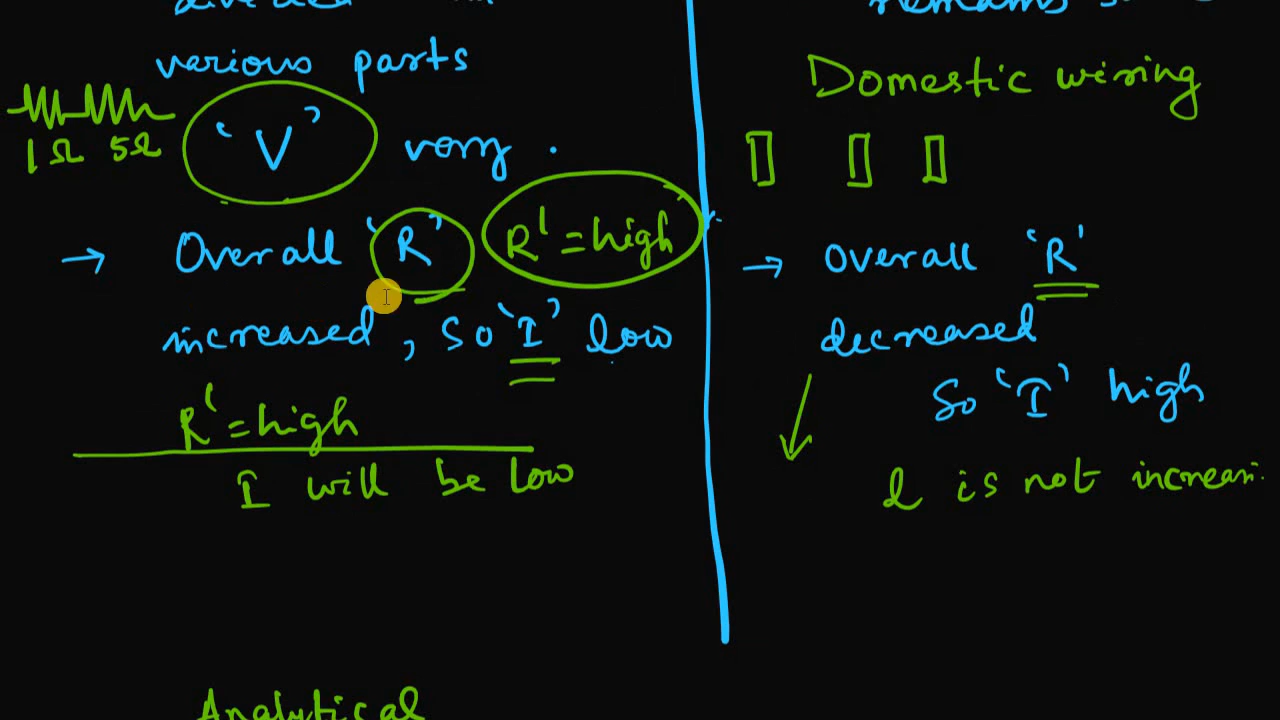 various parts
1Ω 5Ω 'V' vary .
→ Overall 'R' R' = high
increased, So 'I' low
R' = high
I will be low
Domestic wiring
→ Overall 'R'
decreased
So 'I' high
l is not increasi
Analytical